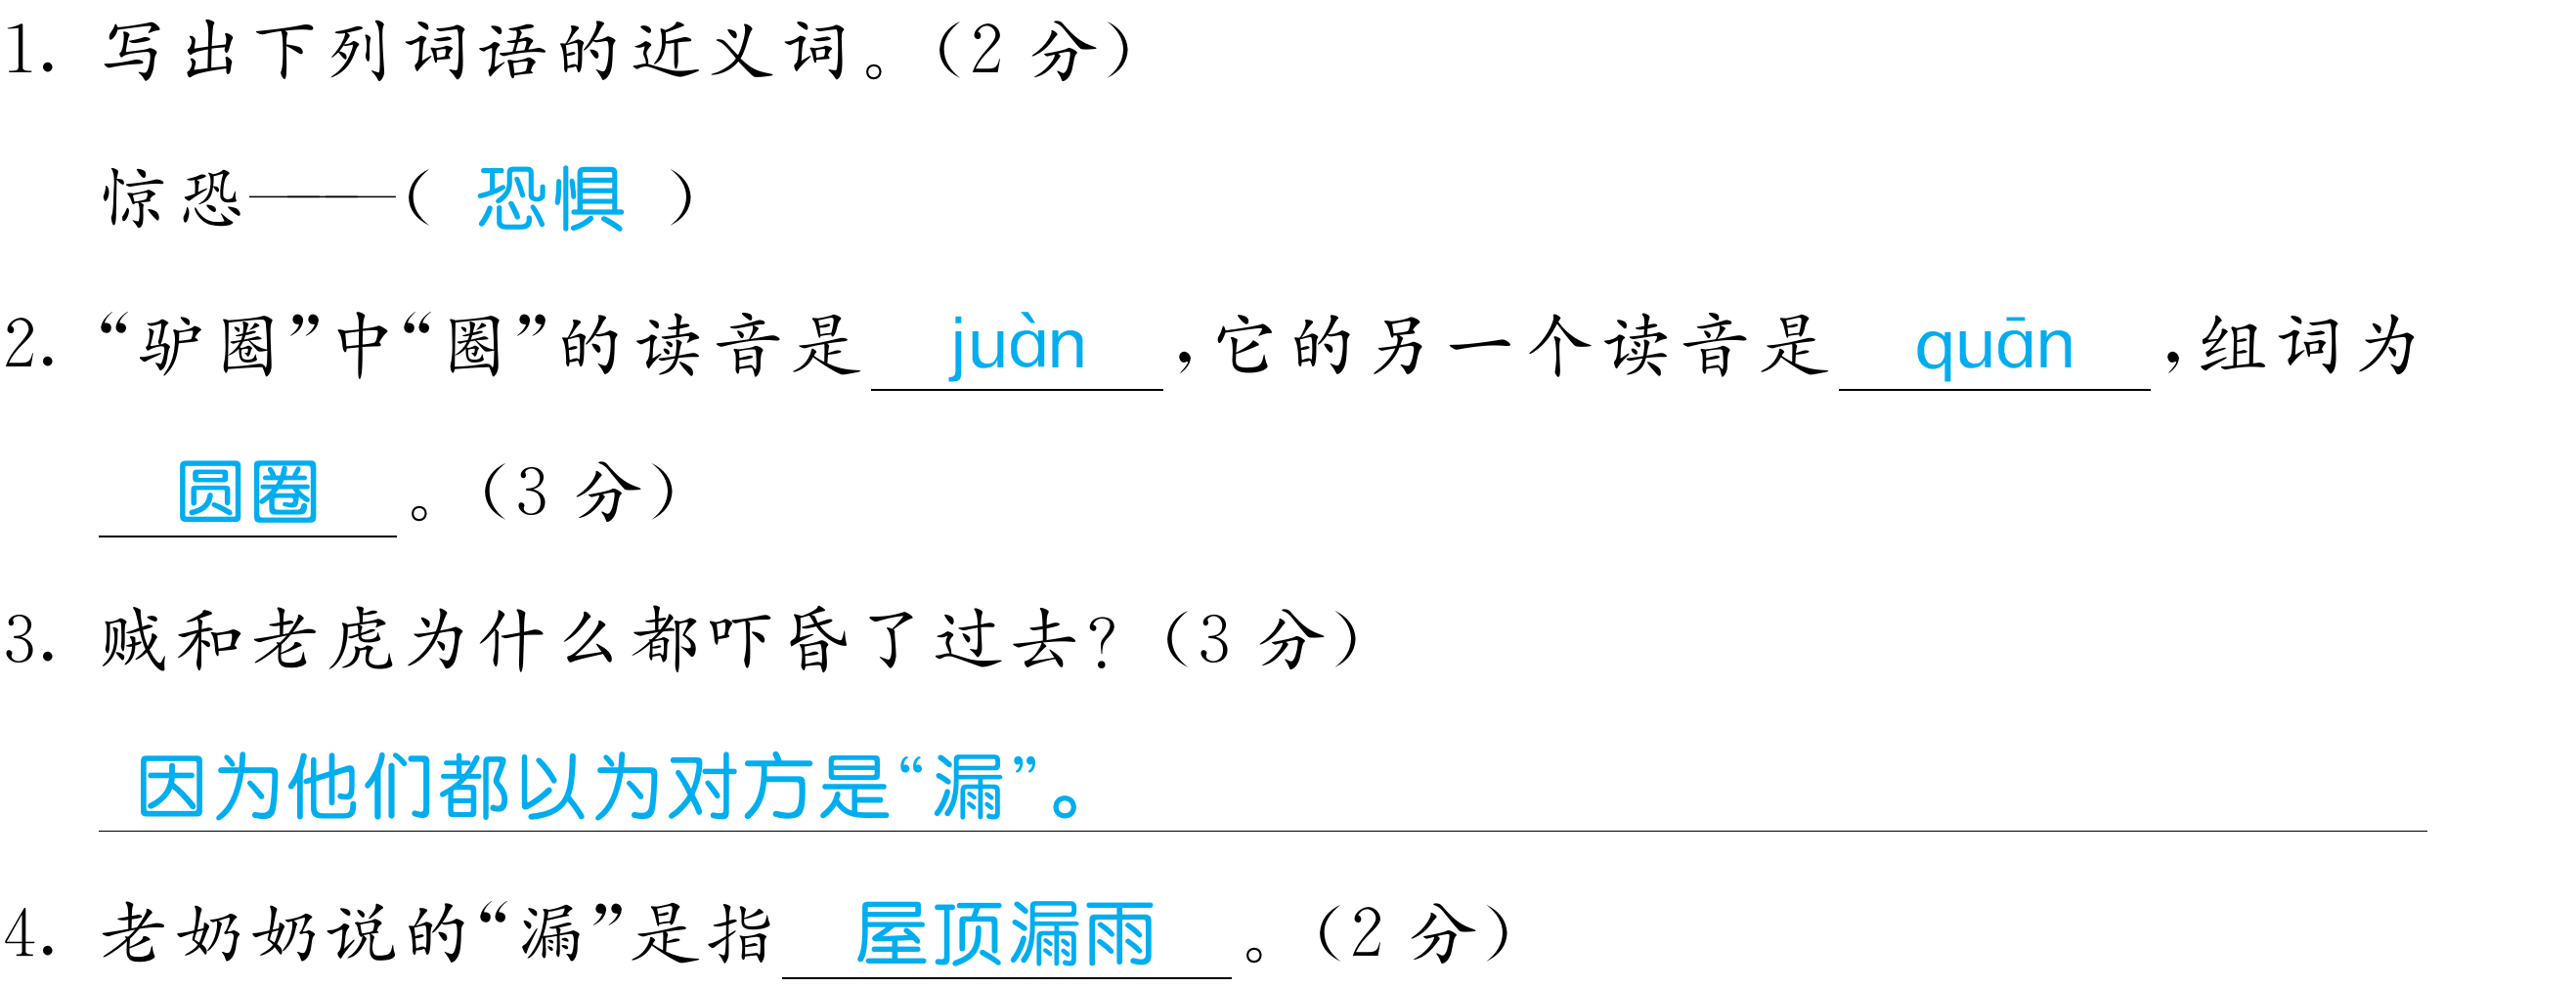 1. 写出下列词语的近义词。（2 分）
惊恐——（ 恐惧 ）
2. “驴圈”中“圈”的读音是 juàn ，它的另一个读音是 quān ，组词为
圆圈 。（3 分）
3. 贼和老虎为什么都吓昏了过去？（3 分）
因为他们都以为对方是“漏”。
4. 老奶奶说的“漏”是指 屋顶漏雨 。（2 分）